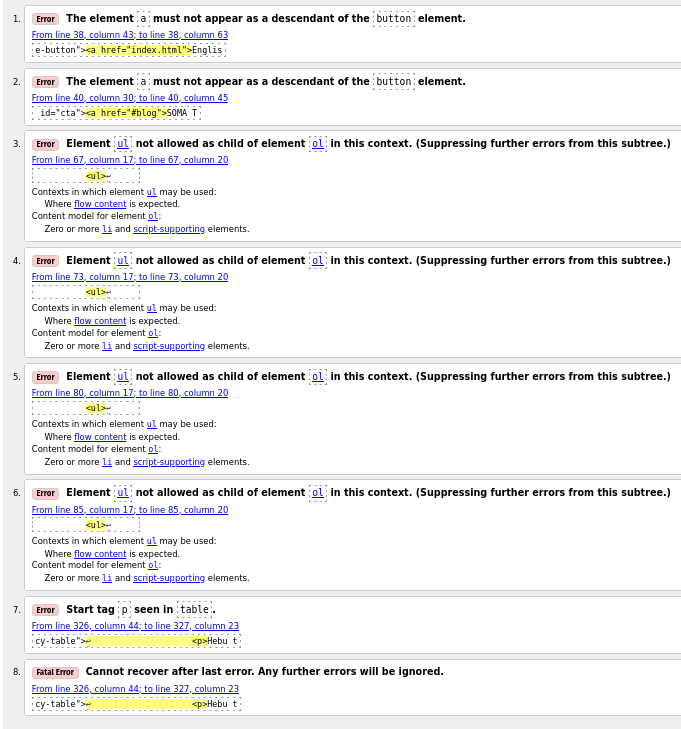 1. Error The element a must not appear as a descendant of the button element.
From line 38, column 43; to line 38, column 63
e-button"><a href="index.html">Englis
2. Error The element a must not appear as a descendant of the button element.
From line 40, column 30; to line 40, column 45
id="cta"><a href="#blog">SOMA T
3. Error Element ul not allowed as child of element ol in this context. (Suppressing further errors from this subtree.)
From line 67, column 17; to line 67, column 20
<ul>↩
Contexts in which element ul may be used:
Where flow content is expected.
Content model for element ol:
Zero or more li and script-supporting elements.
4. Error Element ul not allowed as child of element ol in this context. (Suppressing further errors from this subtree.)
From line 73, column 17; to line 73, column 20
<ul>↩
Contexts in which element ul may be used:
Where flow content is expected.
Content model for element ol:
Zero or more li and script-supporting elements.
5. Error Element ul not allowed as child of element ol in this context. (Suppressing further errors from this subtree.)
From line 80, column 17; to line 80, column 20
<ul>↩
Contexts in which element ul may be used:
Where flow content is expected.
Content model for element ol:
Zero or more li and script-supporting elements.
6. Error Element ul not allowed as child of element ol in this context. (Suppressing further errors from this subtree.)
From line 85, column 17; to line 85, column 20
<ul>↩
Contexts in which element ul may be used:
Where flow content is expected.
Content model for element ol:
Zero or more li and script-supporting elements.
7. Error Start tag p seen in table.
From line 326, column 44; to line 327, column 23
cy-table">↩ <p>Hebu t
8. Fatal Error Cannot recover after last error. Any further errors will be ignored.
From line 326, column 44; to line 327, column 23
cy-table">↩ <p>Hebu t